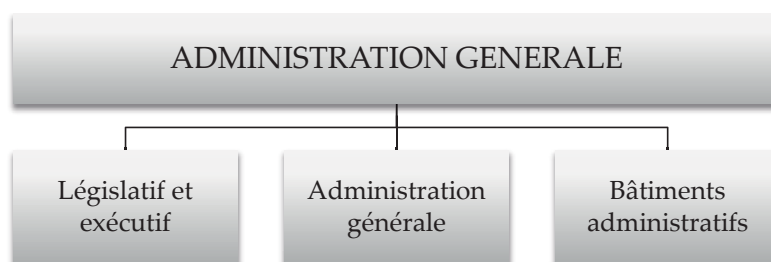 ADMINISTRATION GENERALE
Législatif et
exécutif
Administration
générale
Bâtiments
administratifs